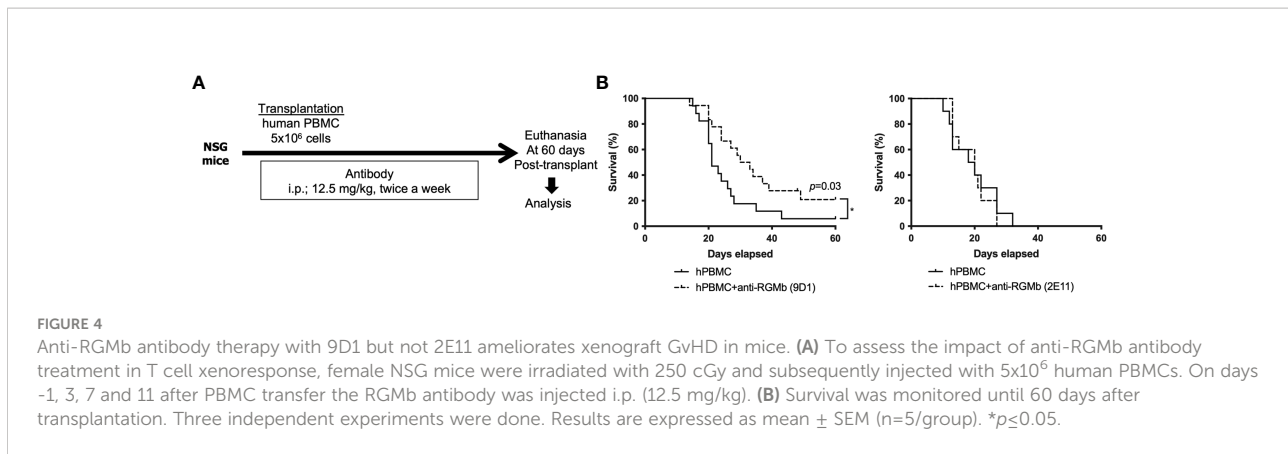 A
NSG
mice
Transplantation
human PBMC
5x10⁶ cells
Antibody
i.p.; 12.5 mg/kg, twice a week
Euthanasia
At 60 days
Post-transplant
Analysis
B
Survival (%)
100
80
60
40
20
0
0
20
40
60
Days elapsed
p=0.03
*
hPBMC
hPBMC+anti-RGMb (9D1)
Survival (%)
100
80
60
40
20
0
0
20
40
60
Days elapsed
hPBMC
hPBMC+anti-RGMb (2E11)
FIGURE 4
Anti-RGMb antibody therapy with 9D1 but not 2E11 ameliorates xenograft GvHD in mice. (A) To assess the impact of anti-RGMb antibody
treatment in T cell xenoresponse, female NSG mice were irradiated with 250 cGy and subsequently injected with 5x10⁶ human PBMCs. On days
-1, 3, 7 and 11 after PBMC transfer the RGMb antibody was injected i.p. (12.5 mg/kg). (B) Survival was monitored until 60 days after
transplantation. Three independent experiments were done. Results are expressed as mean ± SEM (n=5/group). *p≤0.05.